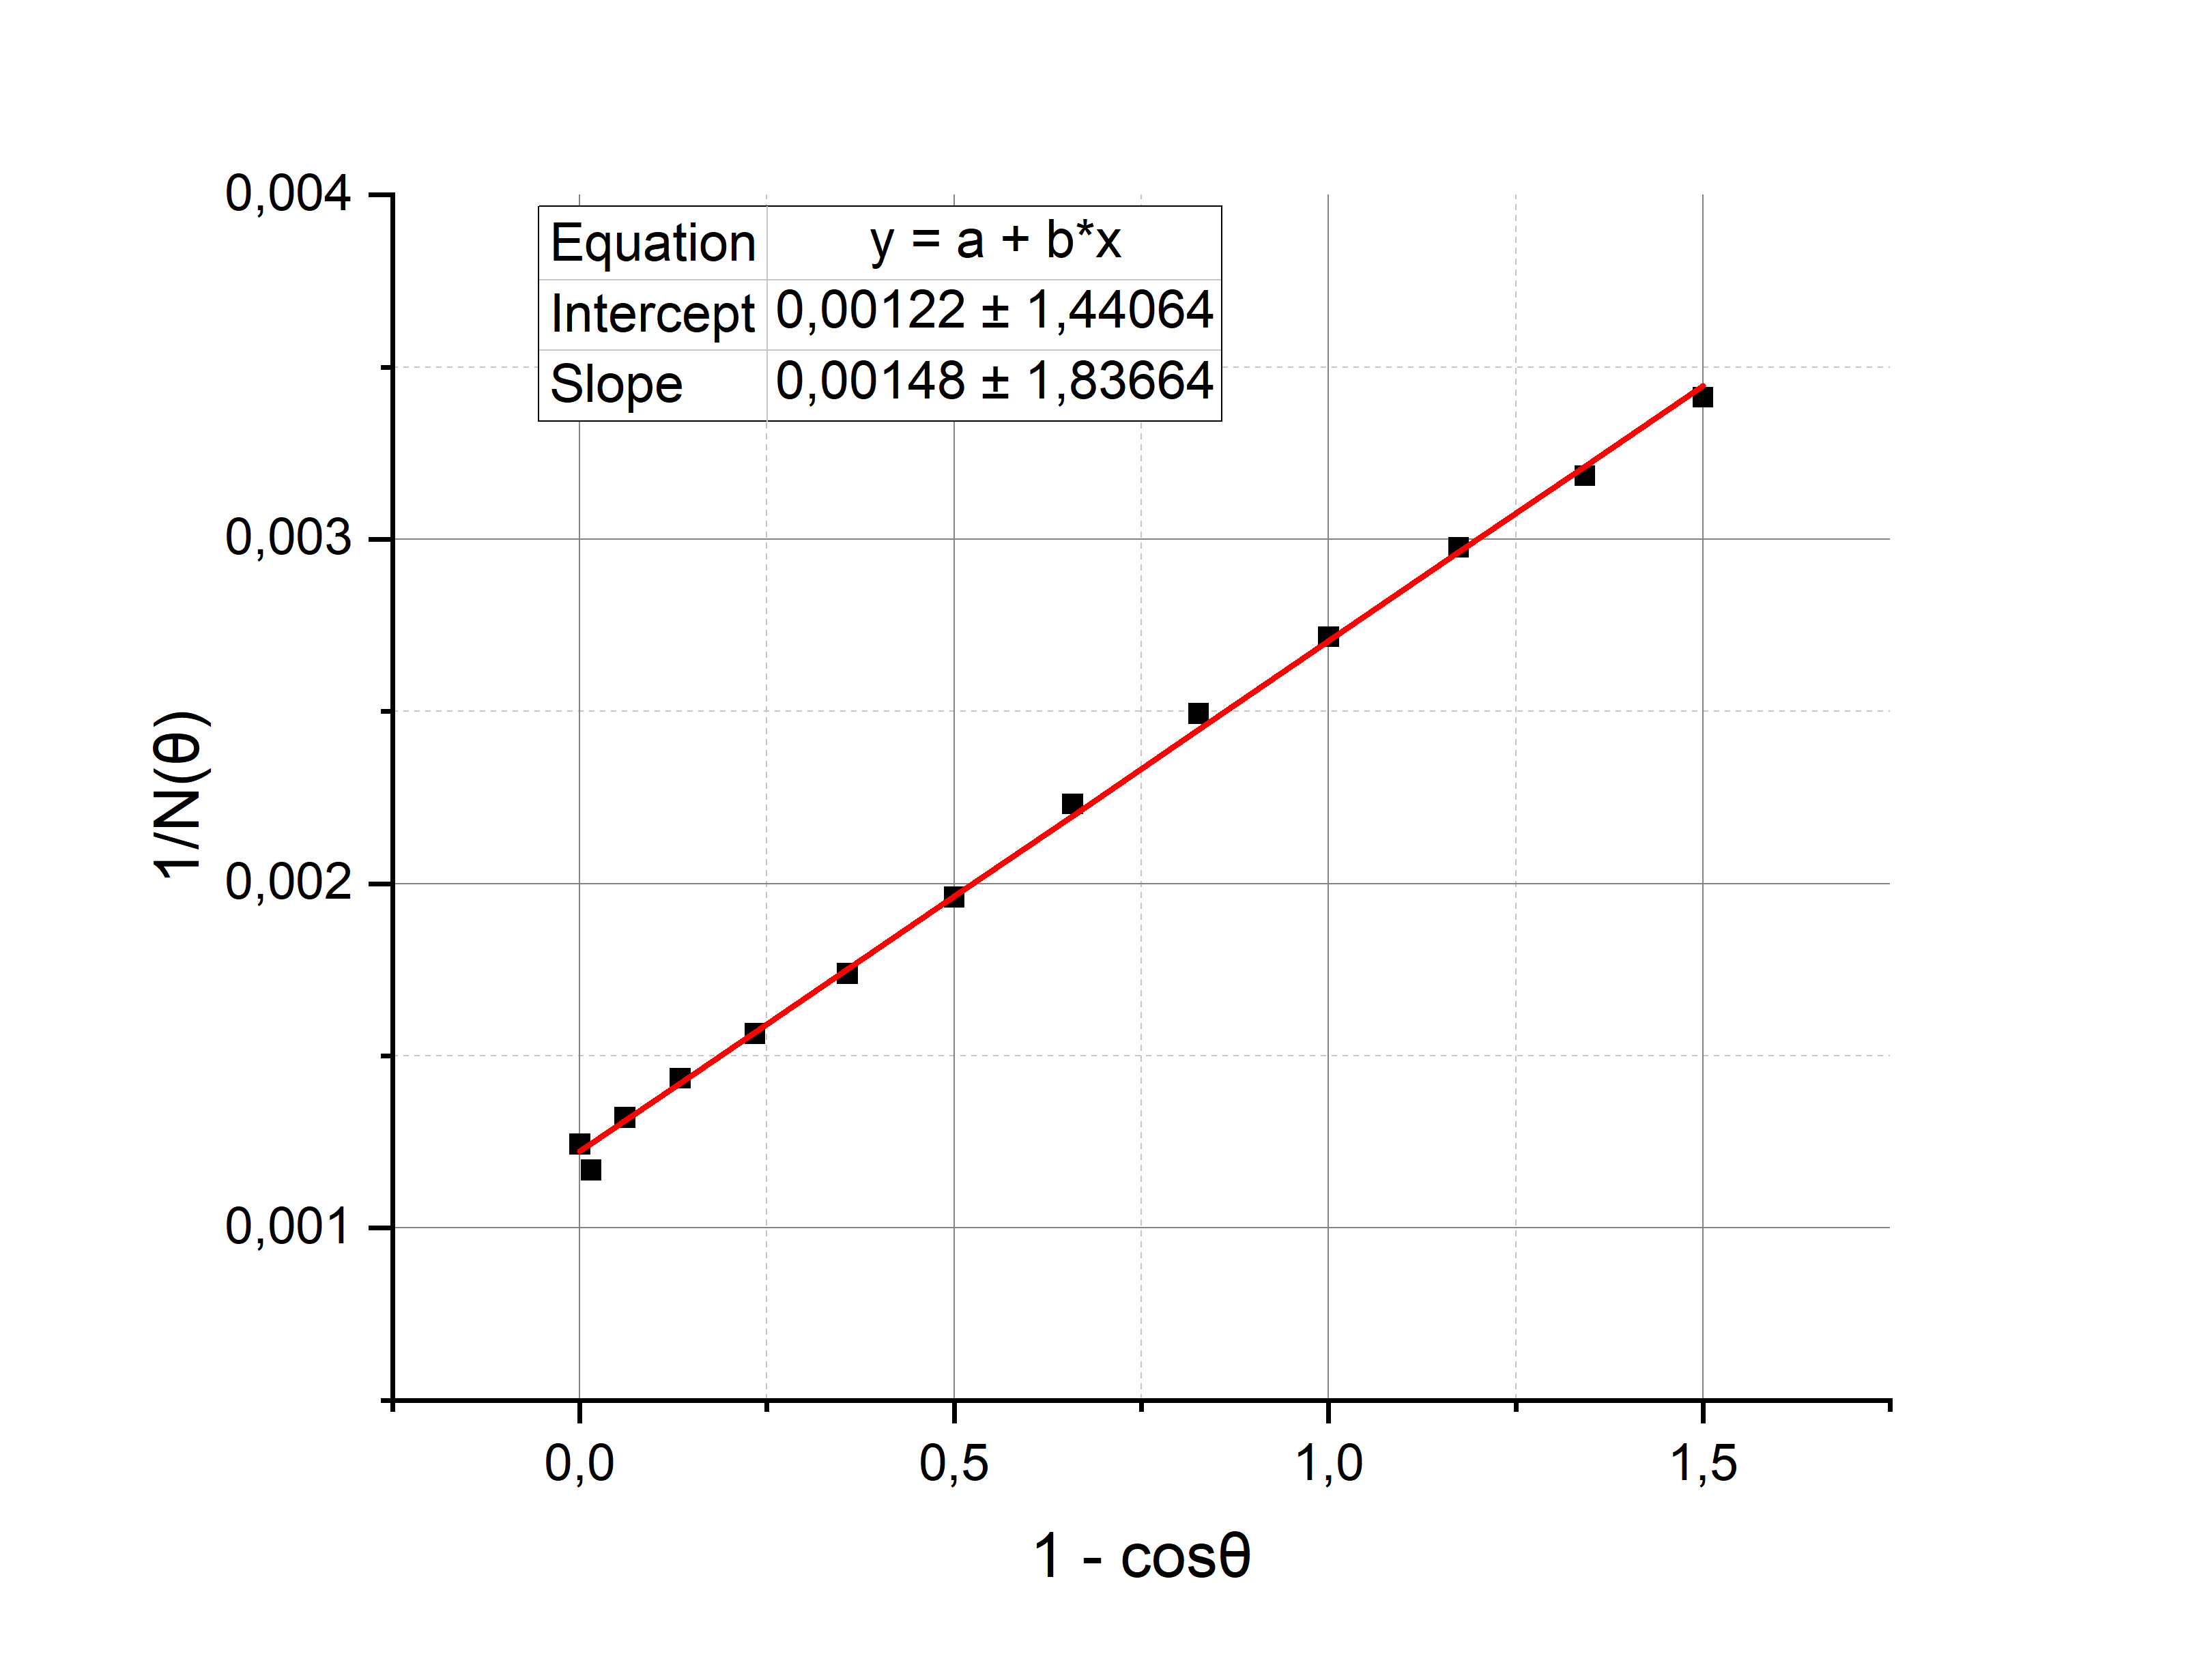 0,004
0,003
0,002
0,001
1/N(θ)
Equation y = a + b*x
Intercept 0,00122 ± 1,44064
Slope 0,00148 ± 1,83664
0,0 0,5 1,0 1,5
1 - cosθ